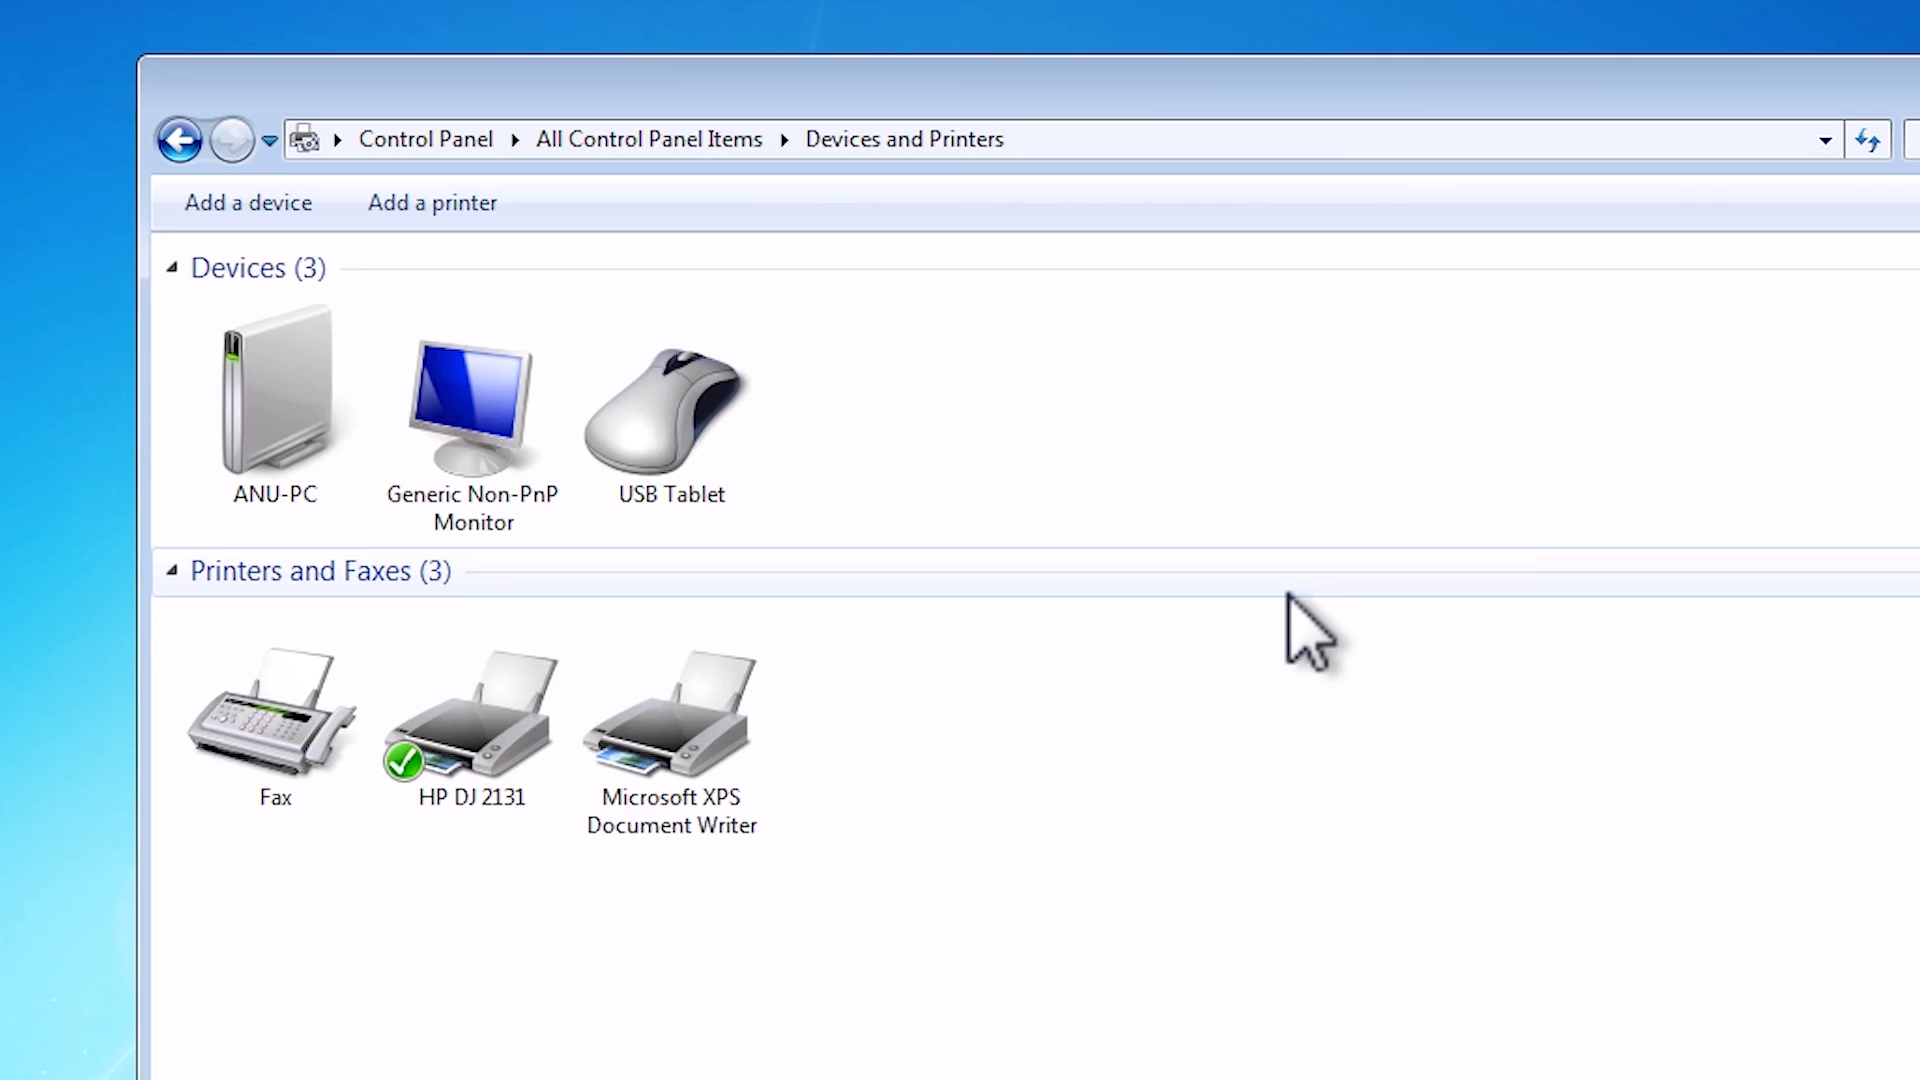 Control Panel All Control Panel Items Devices and Printers
Add a device Add a printer
Devices (3)
ANU-PC
Generic Non-PnP
Monitor
USB Tablet
Printers and Faxes (3)
Fax
HP DJ 2131
Microsoft XPS
Document Writer